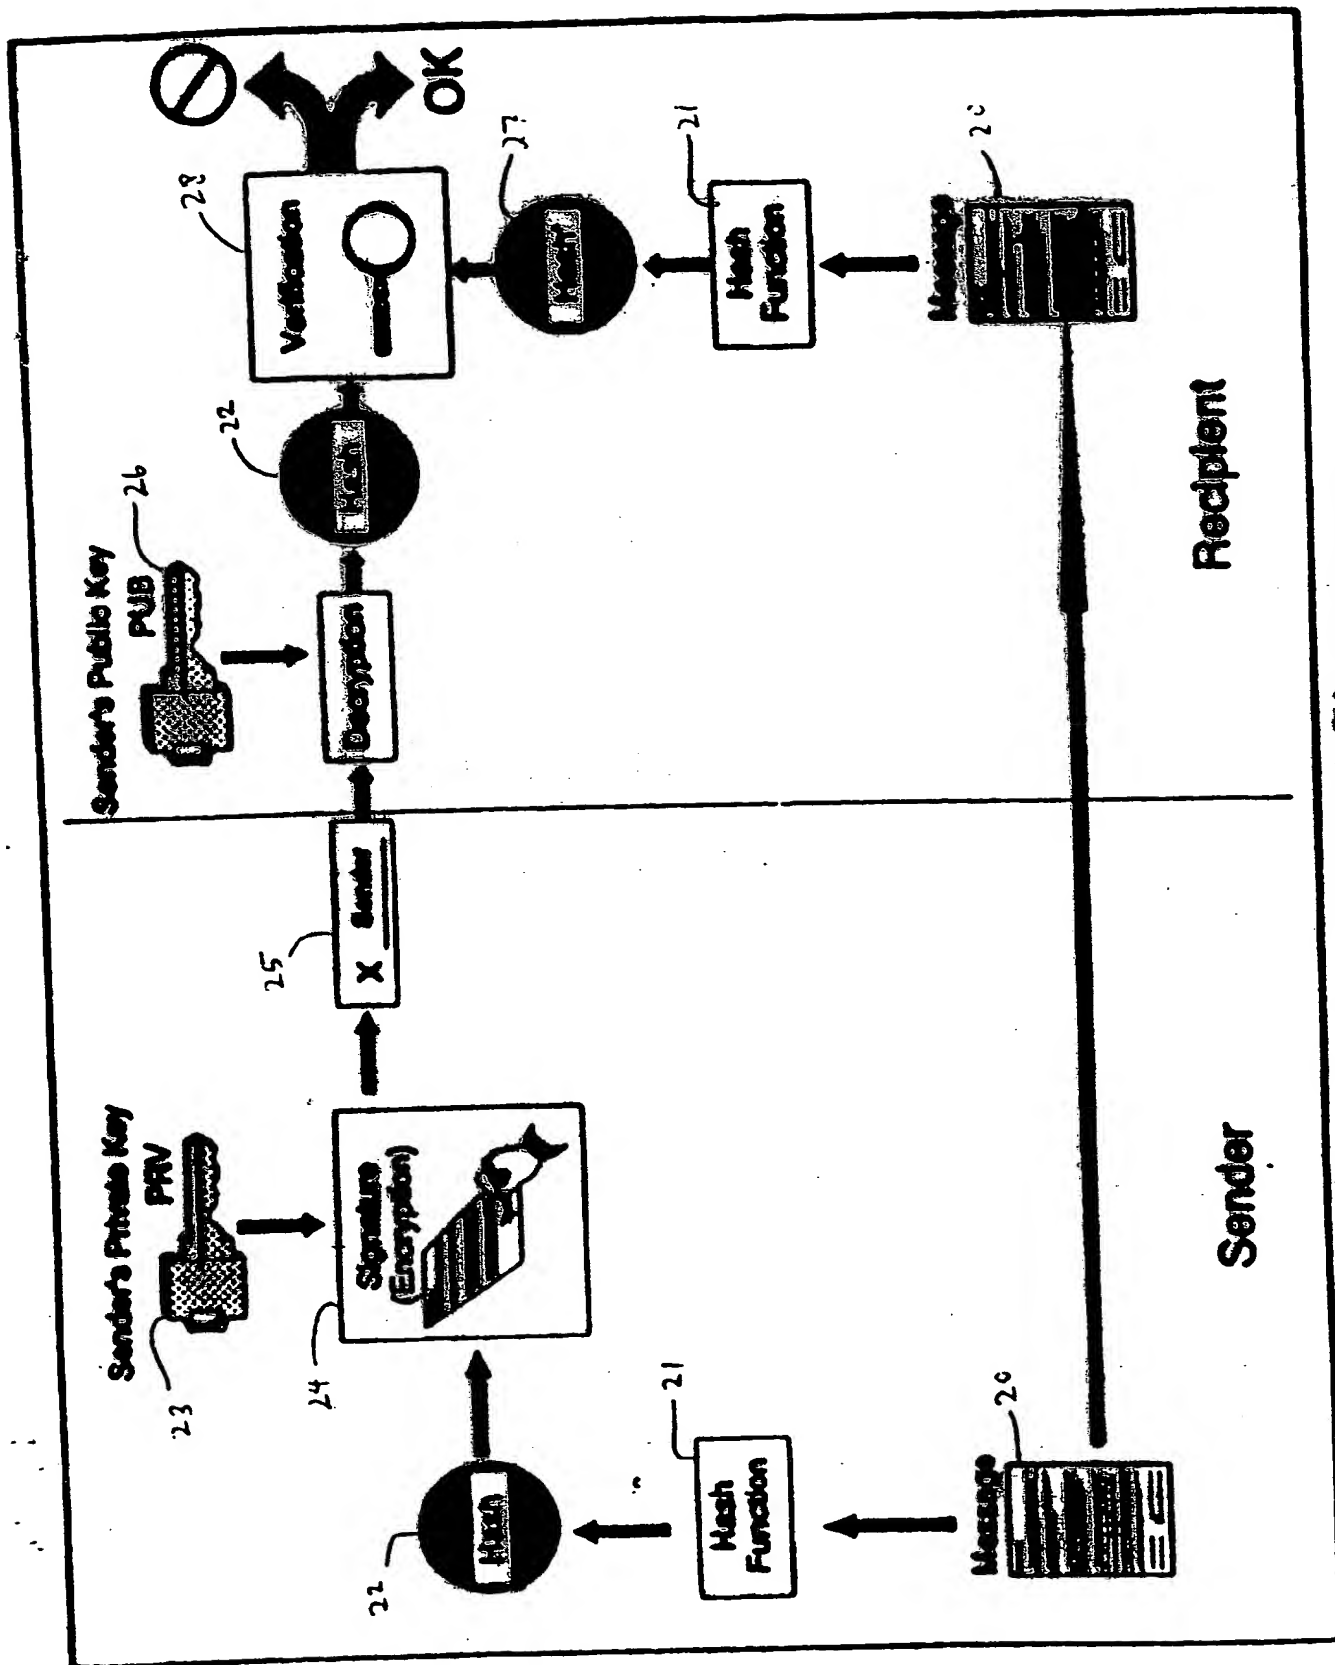 Sender's Private Key
PRV
23
24
Signature
(Encryption)
22
Hash
21
Hash
Function
Message
20
25
X Sender
Sender
Sender's Public Key
PUB
26
Decryption
22
Hash
28
Verification
OK
27
21
Hash
Function
Message
Recipient